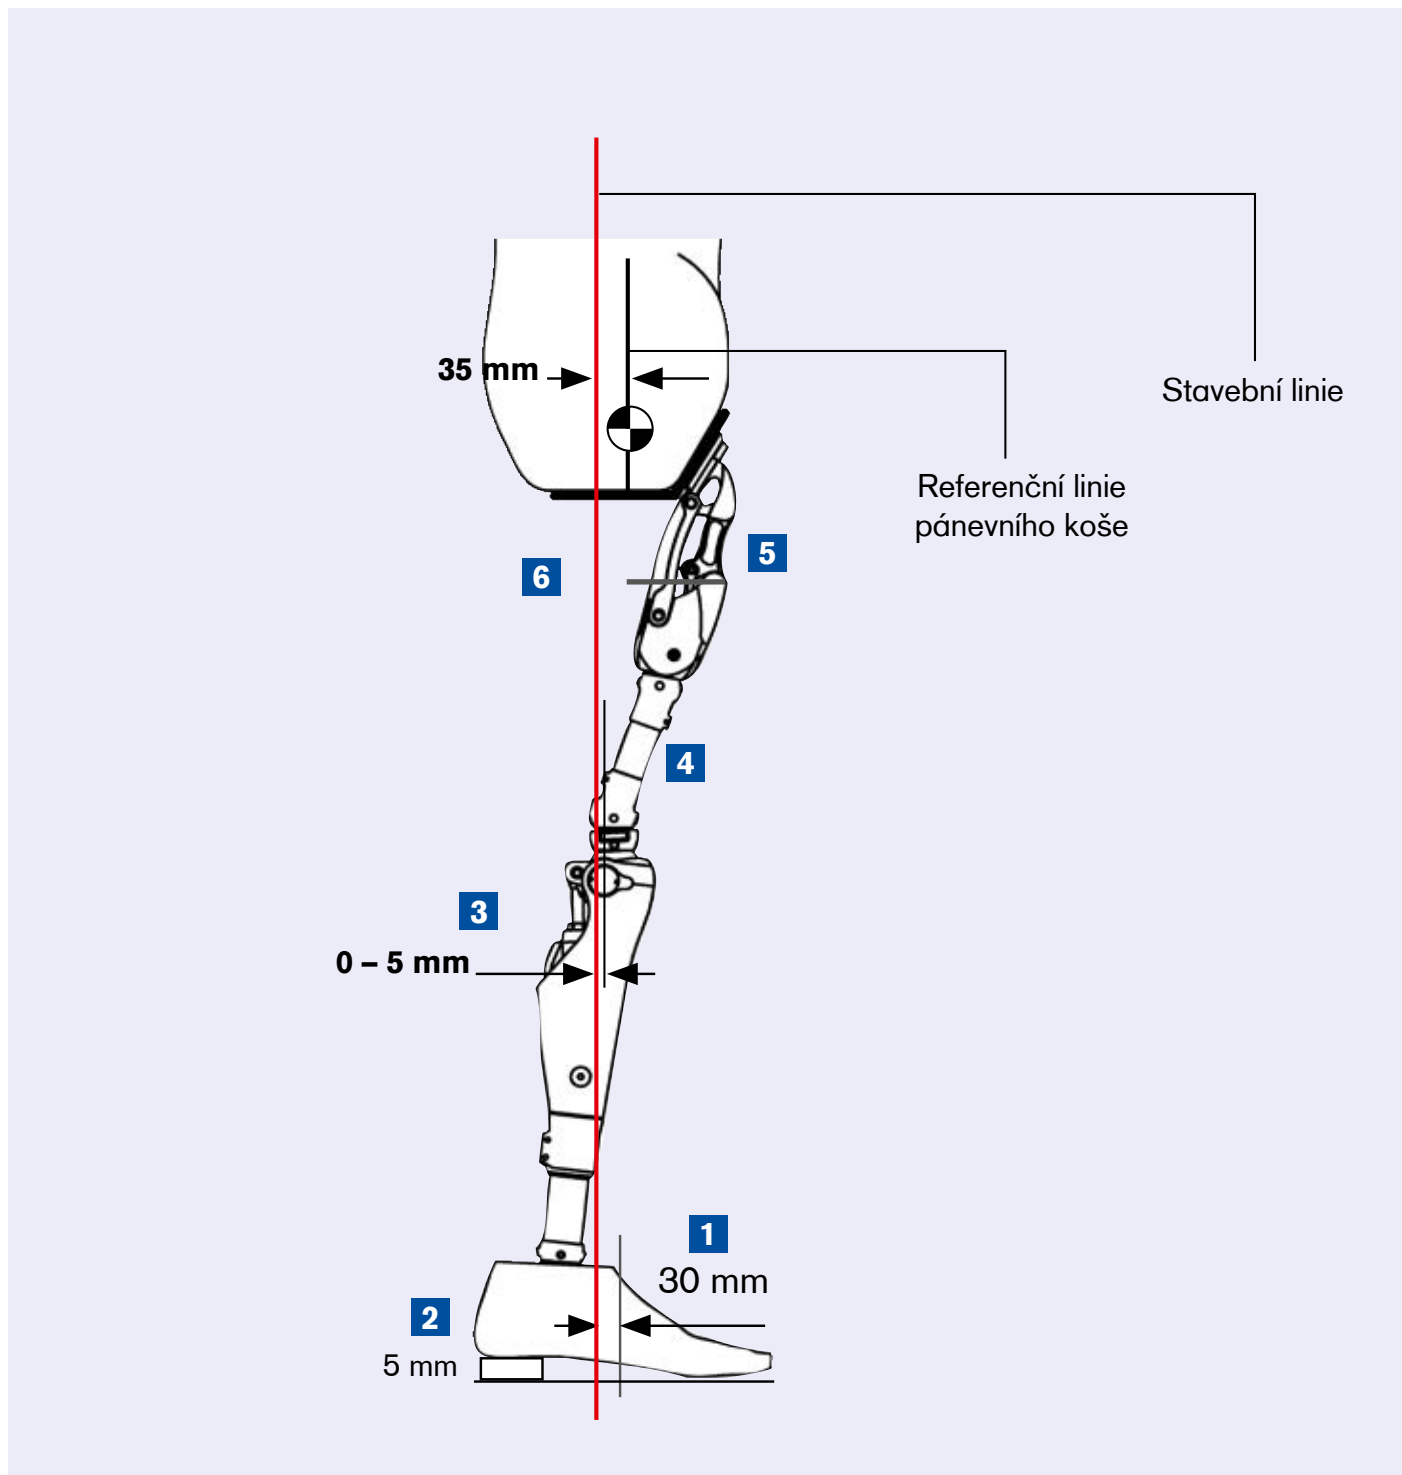 35 mm
Stavební linie
Referenční linie
pánevního koše
5
6
4
3
0 – 5 mm
1
30 mm
2
5 mm